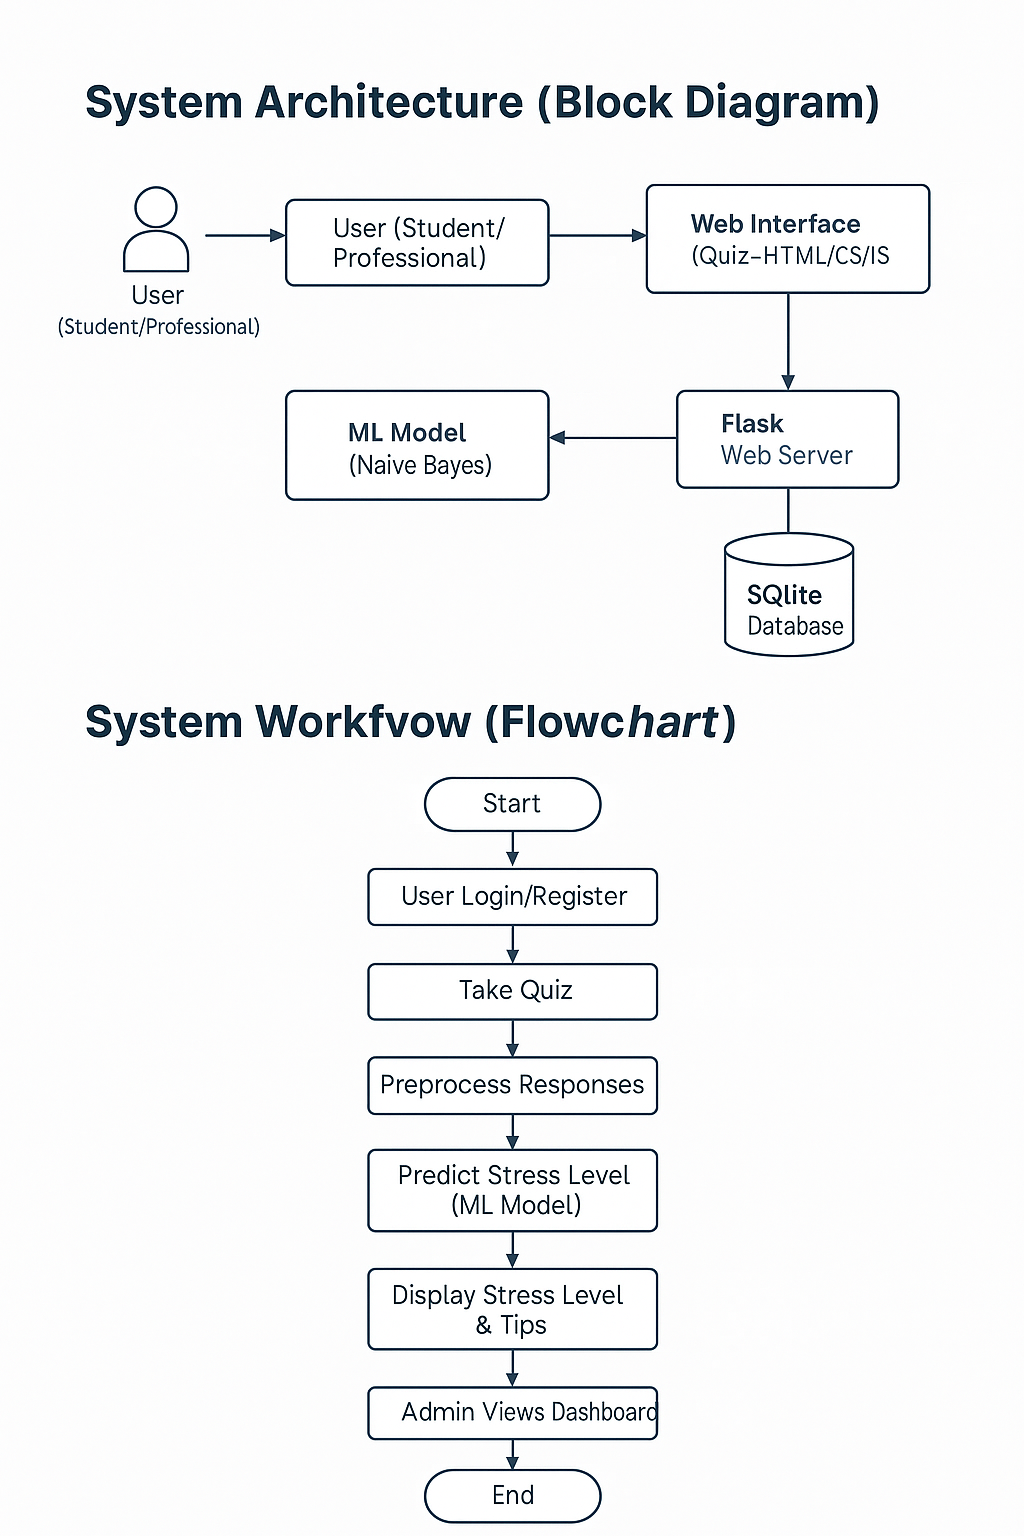 System Architecture (Block Diagram)
User
(Student/Professional)
User (Student/
Professional)
Web Interface
(Quiz–HTML/CS/IS
ML Model
(Naive Bayes)
Flask
Web Server
SQlite
Database
System Workfvow (Flowchart)
Start
User Login/Register
Take Quiz
Preprocess Responses
Predict Stress Level
(ML Model)
Display Stress Level
& Tips
Admin Views Dashboard
End